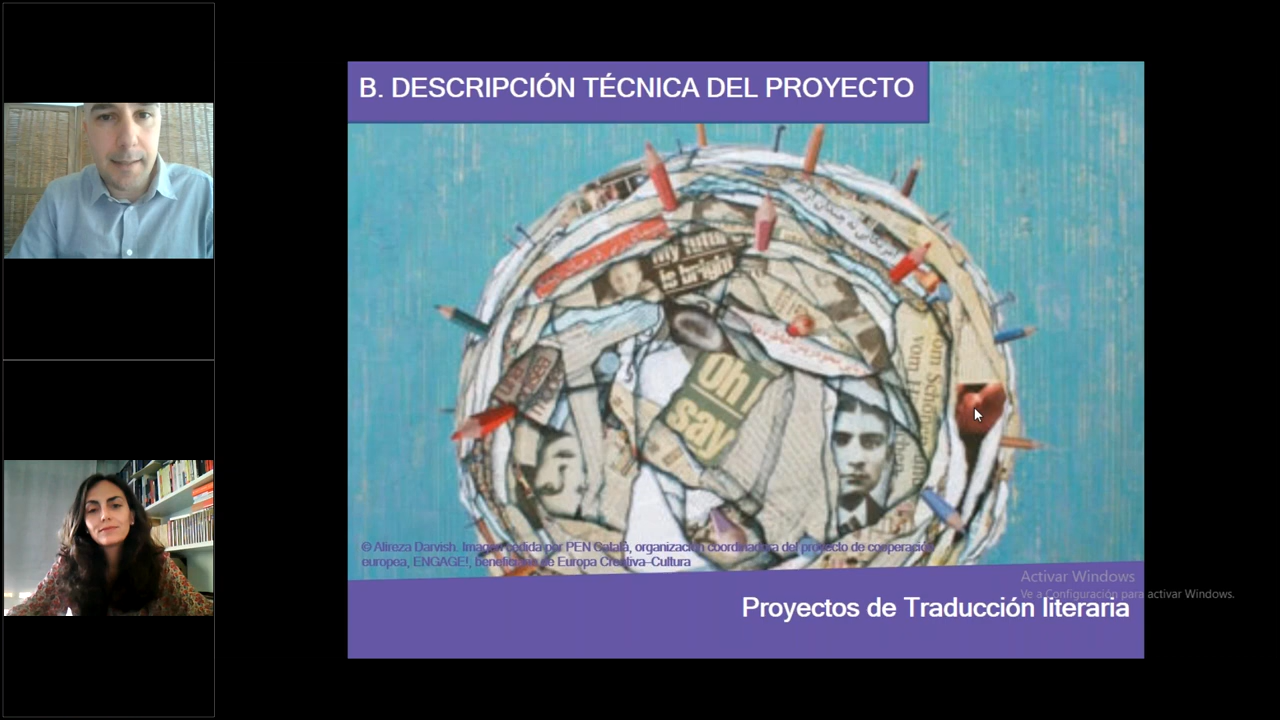 B. DESCRIPCIÓN TÉCNICA DEL PROYECTO
my futur
is bright
Oh!
say
vom
© Alireza Darvish. Imagen cedida por PEN Català, organización coordinadora del proyecto de cooperación
europea, ENGAGE!, beneficiario de Europa Creativa–Cultura
Activar Windows
Ve a Configuración para activar Windows.
Proyectos de Traducción literaria